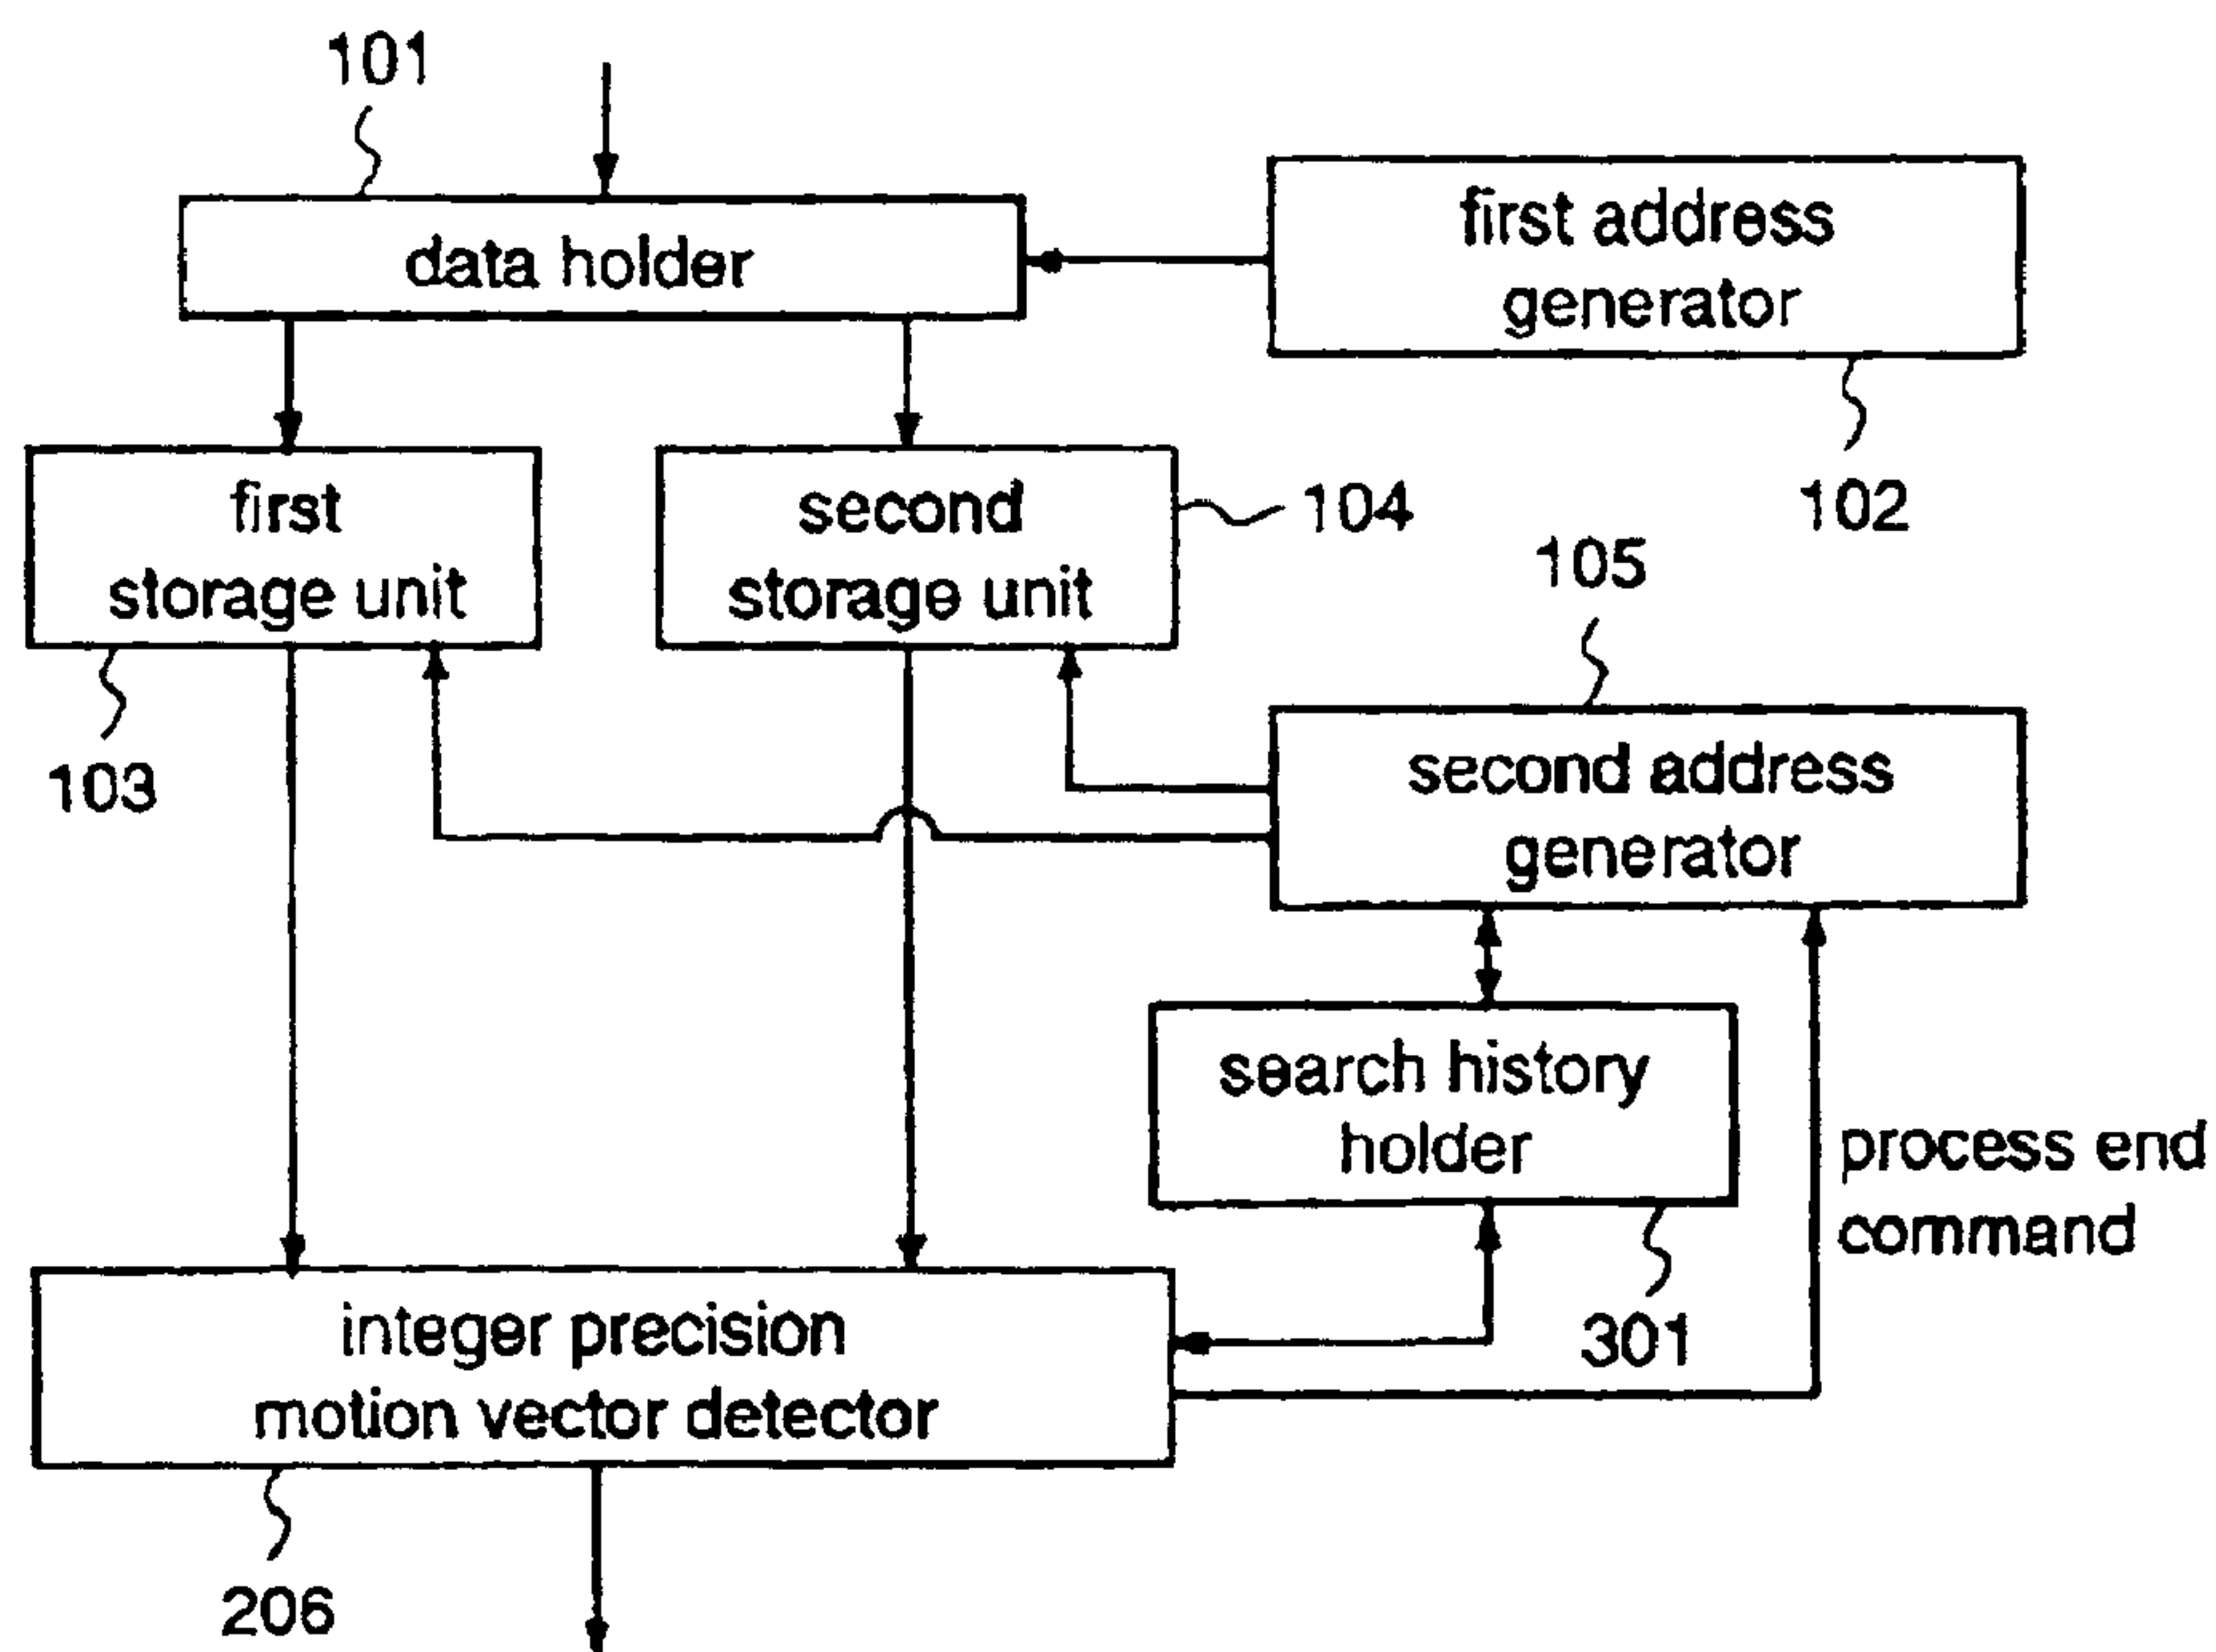 101
data holder
first address
generator
102
first
storage unit
103
second
storage unit
104
105
second address
generator
search history
holder
301
process end
command
integer precision
motion vector detector
206